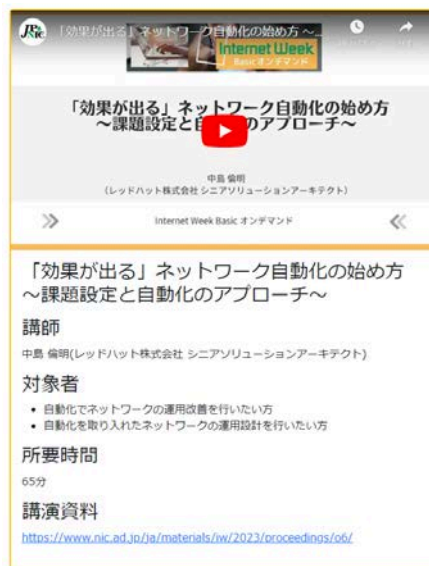 JPNIC
「効果が出る」ネットワーク自動化の始め方 ～...
Internet Week
Basicオンデマンド
「効果が出る」ネットワーク自動化の始め方
～課題設定と自動化のアプローチ～
中島 倫明
（レッドハット株式会社 シニアソリューションアーキテクト）
Internet Week Basic オンデマンド
「効果が出る」ネットワーク自動化の始め方
～課題設定と自動化のアプローチ～
講師
中島 倫明(レッドハット株式会社 シニアソリューションアーキテクト)
対象者
• 自動化でネットワークの運用改善を行いたい方
• 自動化を取り入れたネットワークの運用設計を行いたい方
所要時間
65分
講演資料
https://www.nic.ad.jp/ja/materials/iw/2023/proceedings/o6/